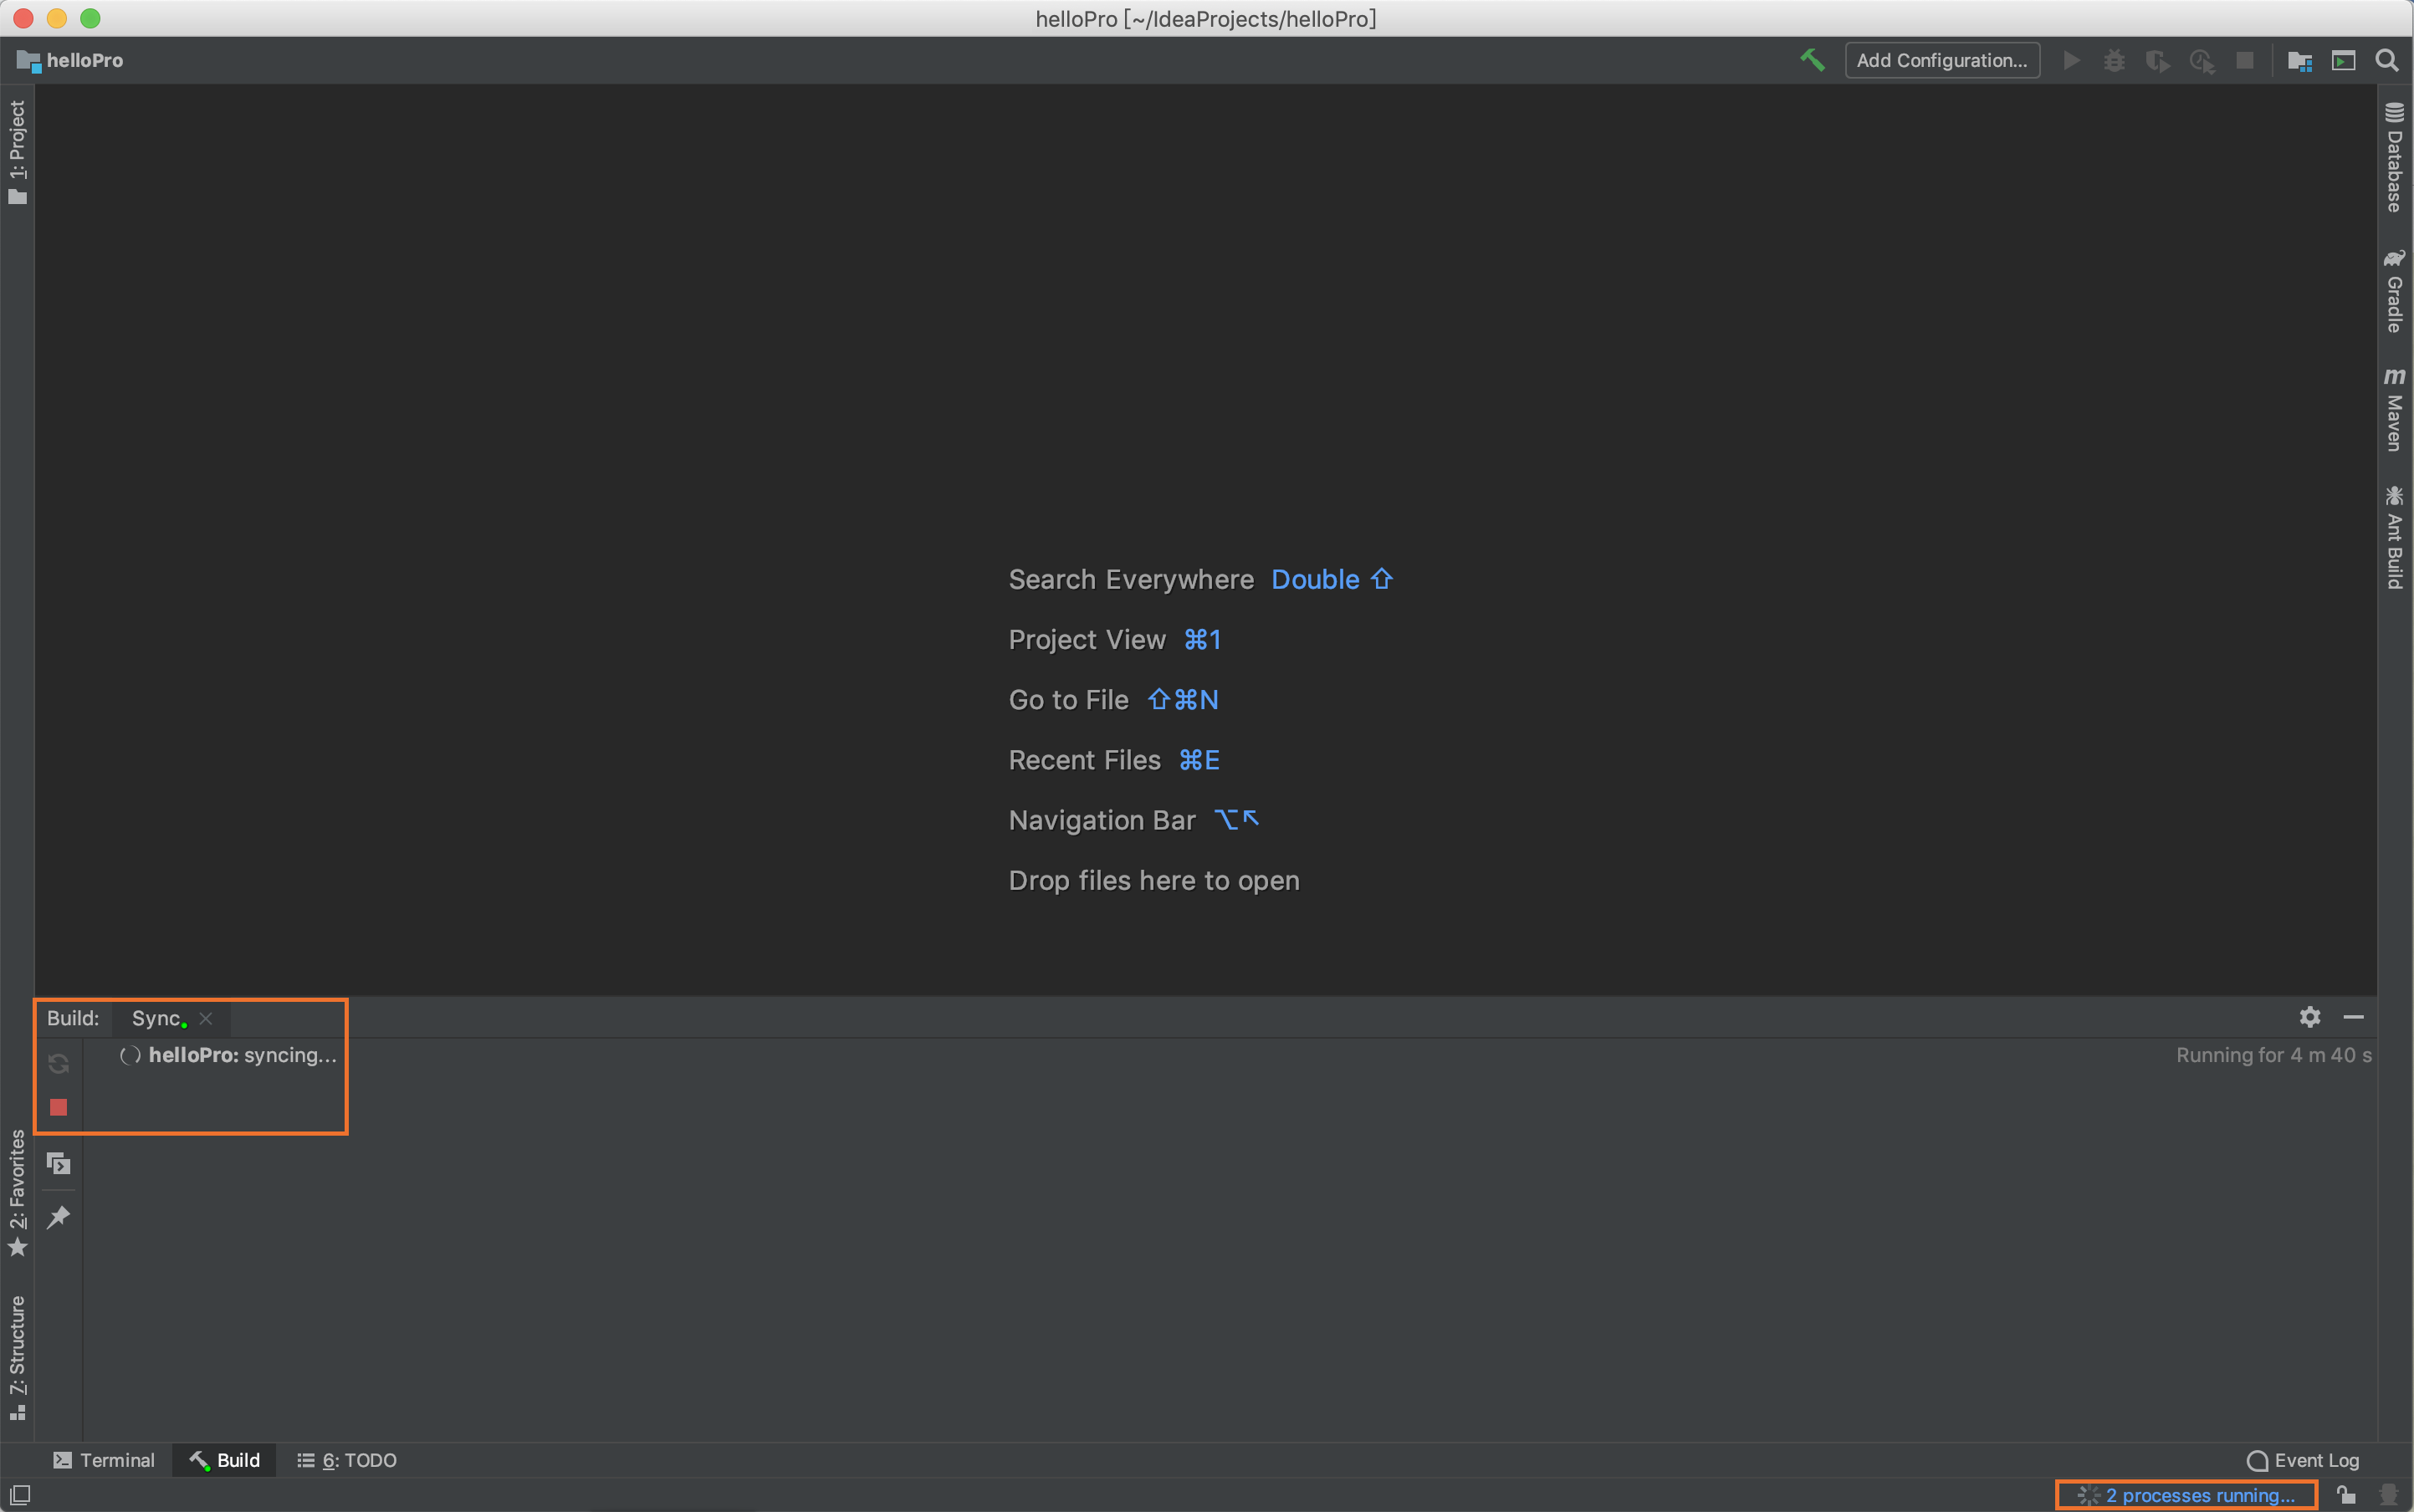 helloPro [~/IdeaProjects/helloPro]
helloPro
Add Configuration...
1: Project
Database
Gradle
m Maven
Ant Build
Search Everywhere Double ⇧
Project View ⌘1
Go to File ⇧⌘N
Recent Files ⌘E
Navigation Bar ⌥↖
Drop files here to open
Build: Sync
helloPro: syncing...
Running for 4 m 40 s
2: Favorites
7: Structure
Terminal
Build
6: TODO
Event Log
2 processes running...